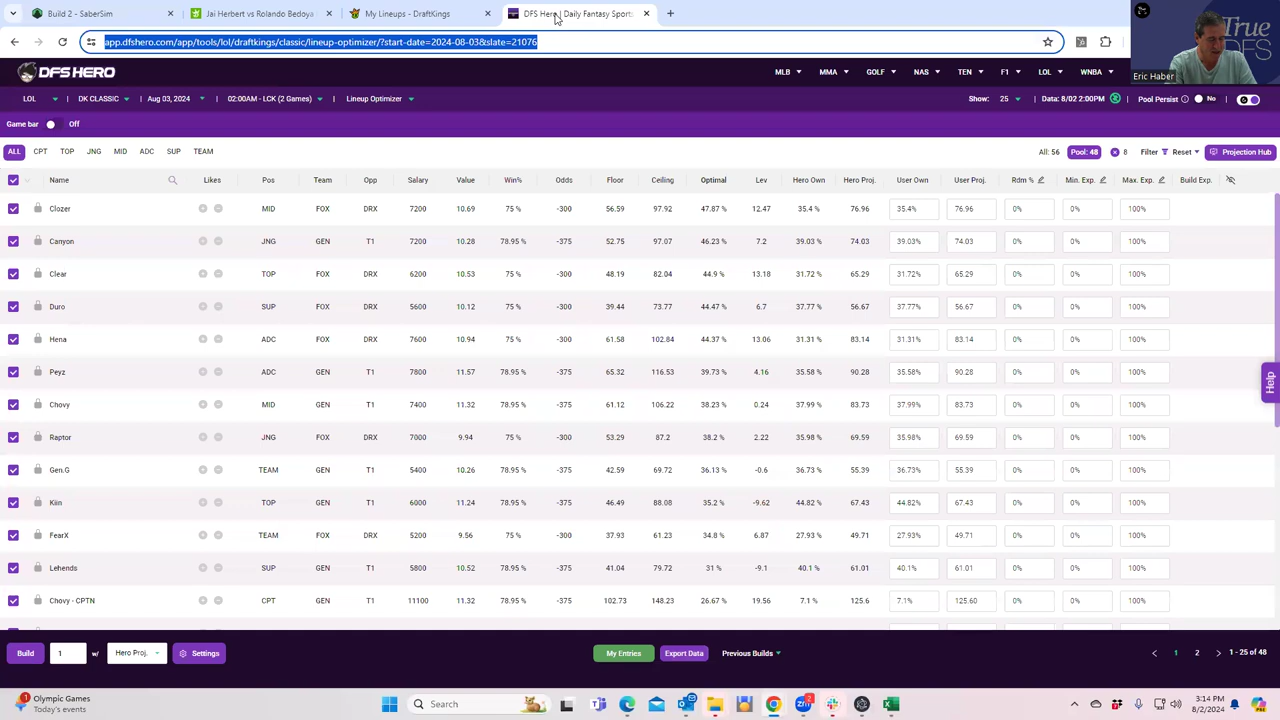 Build 2 - SaberSim
Jai Herbert vs Rolando Bedoya
My Lineups - DraftKings
DFS Hero | Daily Fantasy Sports
app.dfshero.com/app/tools/lol/draftkings/classic/lineup-optimizer/?start-date=2024-08-03&slate=21076
True DFS
Eric Haber
DFS HERO
MLB MMA GOLF NAS TEN F1 LOL WNBA
LOL DK CLASSIC Aug 03, 2024 02:00AM - LCK (2 Games) Lineup Optimizer Show: 25 Data: 8/02 2:00PM Pool Persist No
Game bar Off
ALL CPT TOP JNG MID ADC SUP TEAM All: 56 Pool: 48 8 Filter Reset Projection Hub
Name Likes Pos Team Opp Salary Value Win% Odds Floor Ceiling Optimal Lev Hero Own Hero Proj. User Own User Proj. Rdm % Min. Exp. Max. Exp. Build Exp.
Clozer MID FOX DRX 7200 10.69 75 % -300 56.59 97.92 47.87 % 12.47 35.4 % 76.96 35.4% 76.96 0% 0% 100%
Canyon JNG GEN T1 7200 10.28 78.95 % -375 52.75 97.07 46.23 % 7.2 39.03 % 74.03 39.03% 74.03 0% 0% 100%
Clear TOP FOX DRX 6200 10.53 75 % -300 48.19 82.04 44.9 % 13.18 31.72 % 65.29 31.72% 65.29 0% 0% 100%
Duro SUP FOX DRX 5600 10.12 75 % -300 39.44 73.77 44.47 % 6.7 37.77 % 56.67 37.77% 56.67 0% 0% 100%
Hena ADC FOX DRX 7600 10.94 75 % -300 61.58 102.84 44.37 % 13.06 31.31 % 83.14 31.31% 83.14 0% 0% 100%
Peyz ADC GEN T1 7800 11.57 78.95 % -375 65.32 116.53 39.73 % 4.16 35.58 % 90.28 35.58% 90.28 0% 0% 100%
Chovy MID GEN T1 7400 11.32 78.95 % -375 61.12 106.22 38.23 % 0.24 37.99 % 83.73 37.99% 83.73 0% 0% 100%
Raptor JNG FOX DRX 7000 9.94 75 % -300 53.29 87.2 38.2 % 2.22 35.98 % 69.59 35.98% 69.59 0% 0% 100%
Gen.G TEAM GEN T1 5400 10.26 78.95 % -375 42.59 69.72 36.13 % -0.6 36.73 % 55.39 36.73% 55.39 0% 0% 100%
Kiin TOP GEN T1 6000 11.24 78.95 % -375 46.49 88.08 35.2 % -9.62 44.82 % 67.43 44.82% 67.43 0% 0% 100%
FearX TEAM FOX DRX 5200 9.56 75 % -300 37.93 61.23 34.8 % 6.87 27.93 % 49.71 27.93% 49.71 0% 0% 100%
Lehends SUP GEN T1 5800 10.52 78.95 % -375 41.04 79.72 31 % -9.1 40.1 % 61.01 40.1% 61.01 0% 0% 100%
Chovy - CPTN CPT GEN T1 11100 11.32 78.95 % -375 102.73 148.23 26.67 % 19.56 7.1 % 125.6 7.1% 125.60 0% 0% 100%
Help
Build 1 w/ Hero Proj. Settings My Entries Export Data Previous Builds 1 2 1 - 25 of 48
Olympic Games
Today's events
Search
3:14 PM
8/2/2024